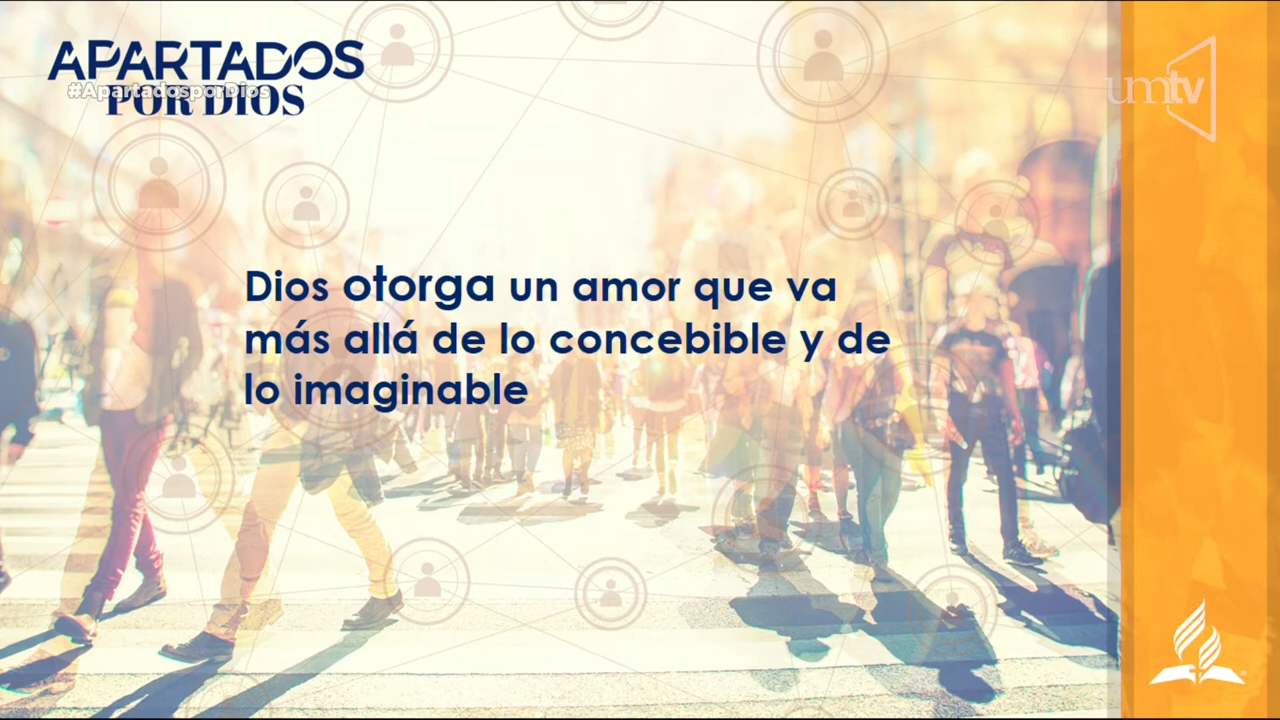 APARTADOS
#ApartadosporDios
POR DIOS
umtv
Dios otorga un amor que va
más allá de lo concebible y de
lo imaginable